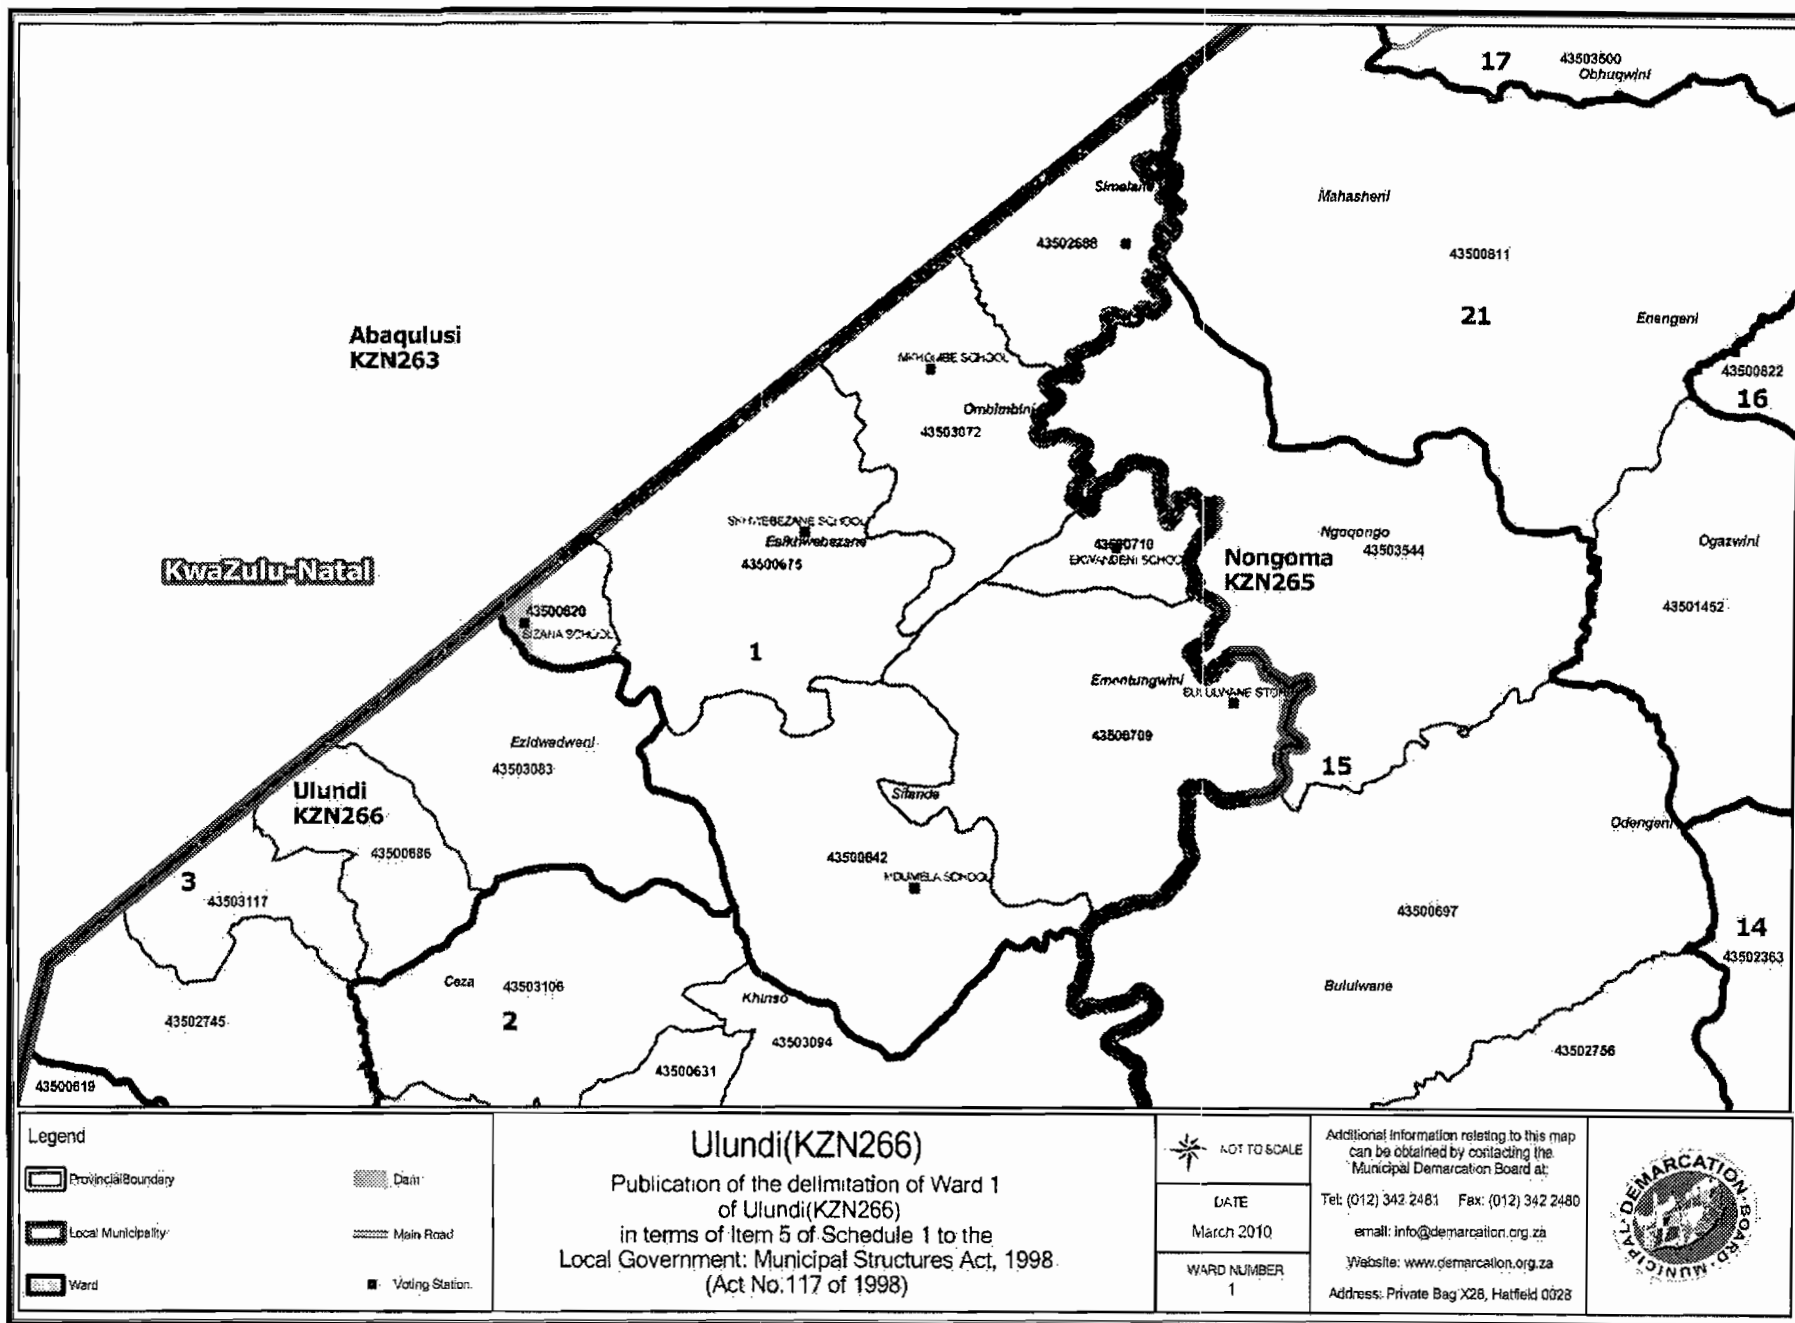 17
43503500
Obhuqwini
Simelane
Mahasheni
43502688
43500811
21
Enengeni
Abaqulusi
KZN263
43500822
16
Ombimbini
43503072
Esikhwebezane
43500675
43500710
Ngqongo
43503544
Ogazwini
Nongoma
KZN265
KwaZulu-Natal
43501452
43500620
SIZANA SCHOOL
1
Ementungwini
43500709
Ezidwadweni
43503083
15
Ulundi
KZN266
Sifanda
Odengeni
43500686
43500642
MDUMELA SCHOOL
3
43503117
43500697
14
43502363
Ceza
43503106
Khinso
Bululwane
43502745
2
43503094
43502756
43500619
43500631
Legend
Provincial Boundary
Dam
Local Municipality
Main Road
Ward
Voting Station
Ulundi(KZN266)
Publication of the delimitation of Ward 1
of Ulundi(KZN266)
in terms of Item 5 of Schedule 1 to the
Local Government: Municipal Structures Act, 1998
(Act No.117 of 1998)
NOT TO SCALE
DATE
March 2010
WARD NUMBER
1
Additional information relating to this map
can be obtained by contacting the
Municipal Demarcation Board at:
Tel: (012) 342 2481 Fax: (012) 342 2480
email: info@demarcation.org.za
Website: www.demarcation.org.za
Address: Private Bag X28, Hatfield 0028
MUNICIPAL DEMARCATION BOARD